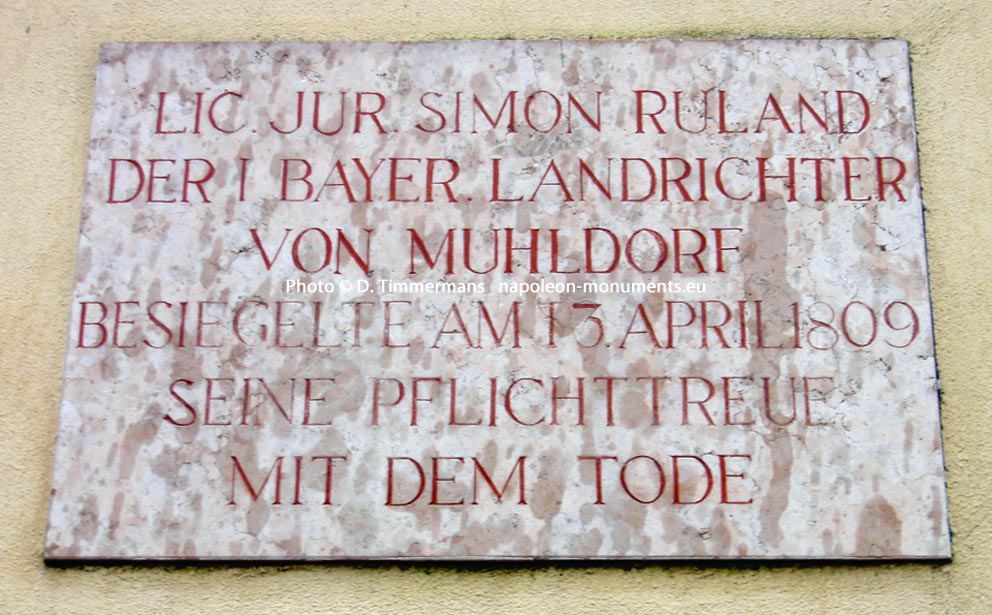 LIC. JUR. SIMON RULAND
DER I BAYER. LANDRICHTER
VON MUHLDORF
Photo © D. Timmermans napoleon-monuments.eu
BESIEGELTE AM 13. APRIL 1809
SEINE PFLICHTTREUE
MIT DEM TODE